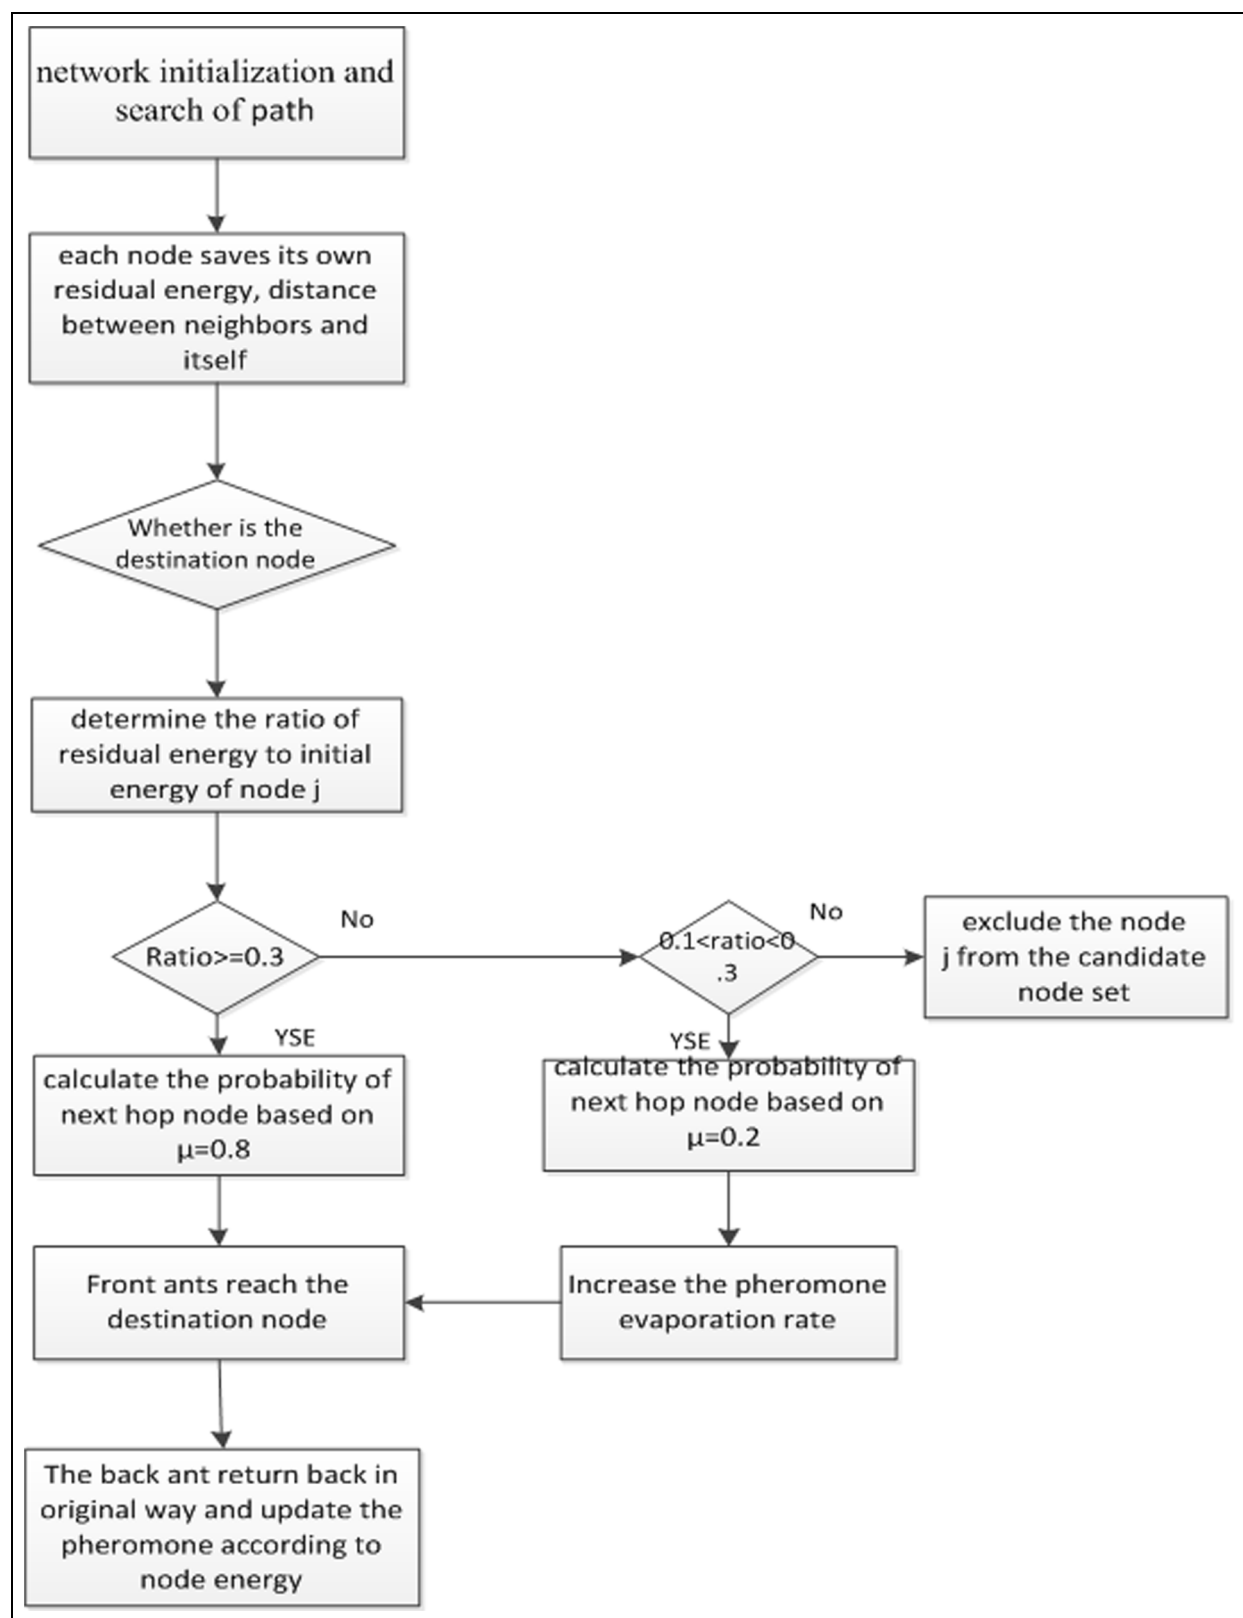 network initialization and
search of path
each node saves its own
residual energy, distance
between neighbors and
itself
Whether is the
destination node
determine the ratio of
residual energy to initial
energy of node j
Ratio>=0.3
No
0.1<ratio<0
.3
No
exclude the node
j from the candidate
node set
YSE
calculate the probability of
next hop node based on
μ=0.8
YSE
calculate the probability of
next hop node based on
μ=0.2
Front ants reach the
destination node
Increase the pheromone
evaporation rate
The back ant return back in
original way and update the
pheromone according to
node energy